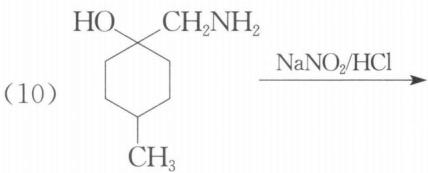 HO CH₂NH₂
(10) NaNO₂/HCl
CH₃